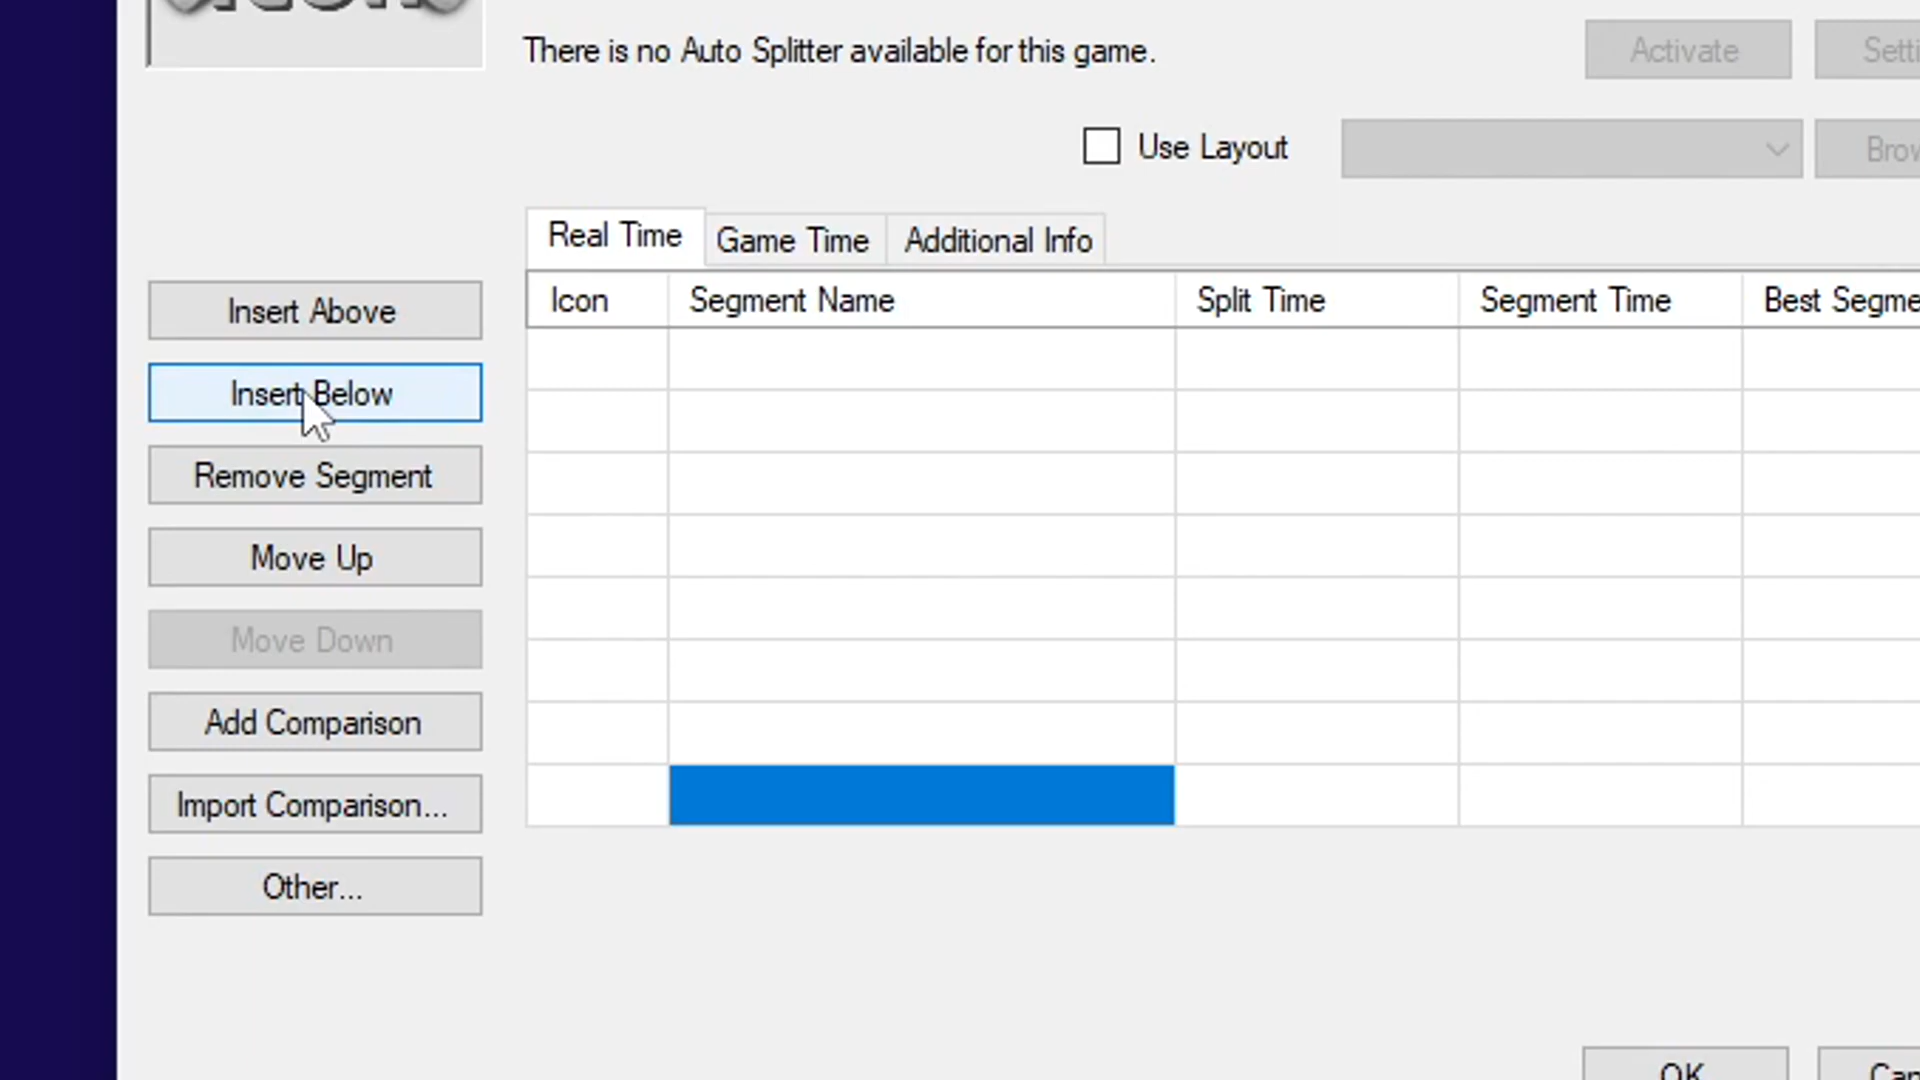 There is no Auto Splitter available for this game.
Activate
Use Layout
Real Time
Game Time
Additional Info
Icon
Segment Name
Split Time
Segment Time
Best
Insert Above
Insert Below
Remove Segment
Move Up
Move Down
Add Comparison
Import Comparison...
Other...
OK